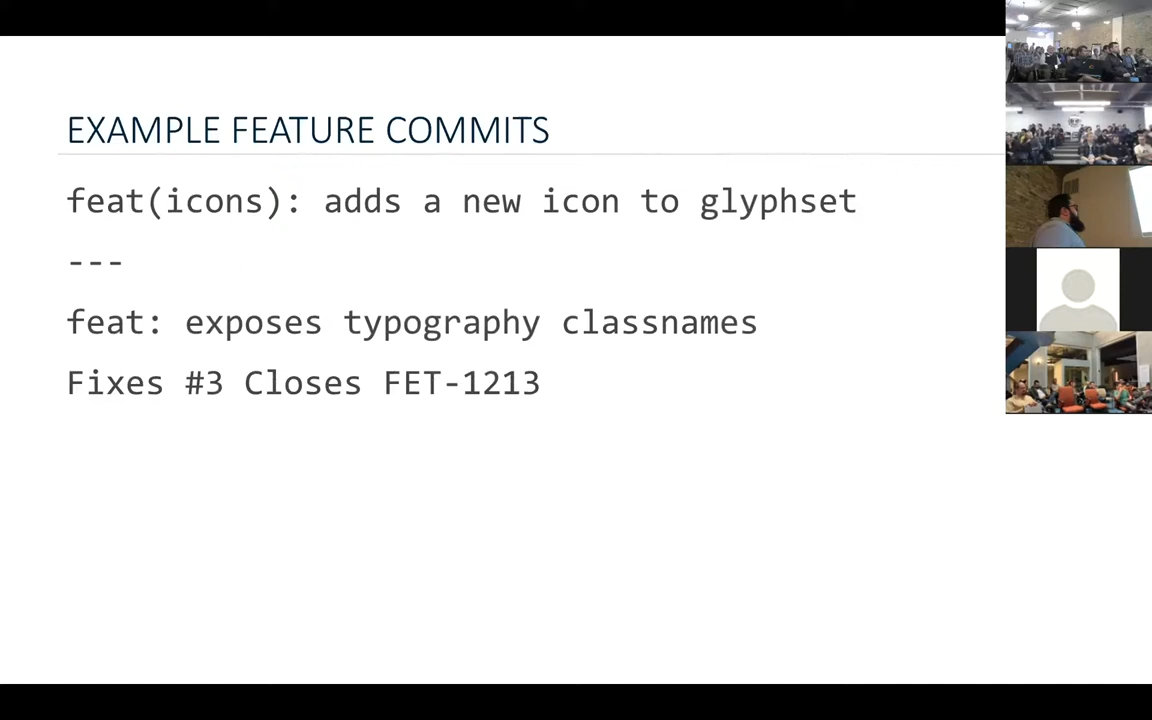 EXAMPLE FEATURE COMMITS
feat(icons): adds a new icon to glyphset
---
feat: exposes typography classnames
Fixes #3 Closes FET-1213